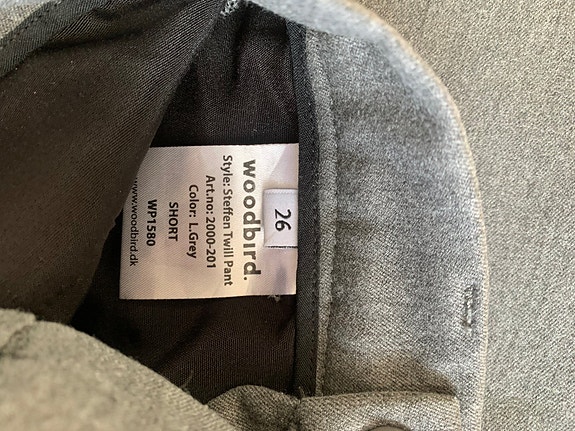 26
woodbird.
Style: Steffen Twill Pant
Art.no: 2000-201
Color: L.Grey
SHORT
WP1580
www.woodbird.dk